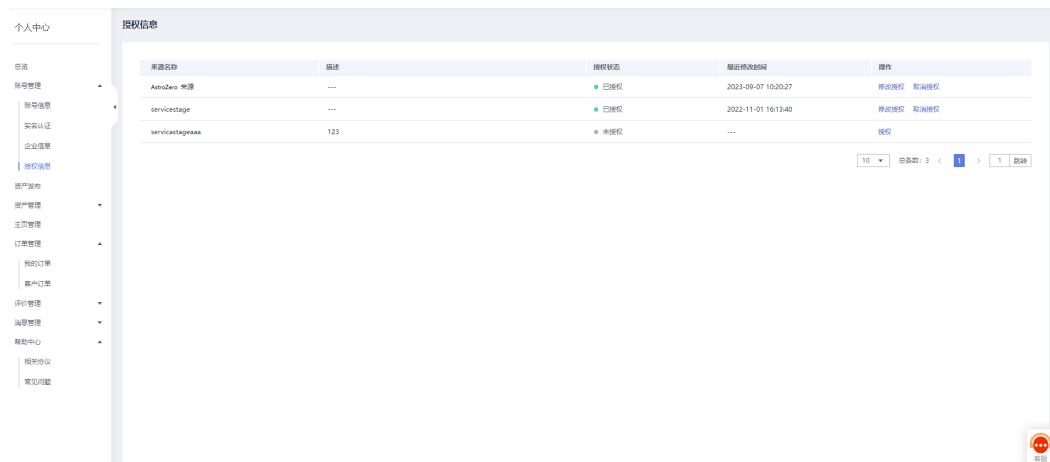 个人中心
总览
账号管理
账号信息
实名认证
企业信息
授权信息
资产发布
资产管理
主页管理
订单管理
我的订单
客户订单
评价管理
消息管理
帮助中心
相关协议
常见问题
授权信息
来源名称 描述 授权状态 最近修改时间 操作
AstroZero 来源 --- 已授权 2023-09-07 10:20:27 修改授权 取消授权
servicestage --- 已授权 2022-11-01 16:13:40 修改授权 取消授权
servicastageaaa 123 未授权 --- 授权
10 总条数: 3 < 1 > 1 跳转
客服